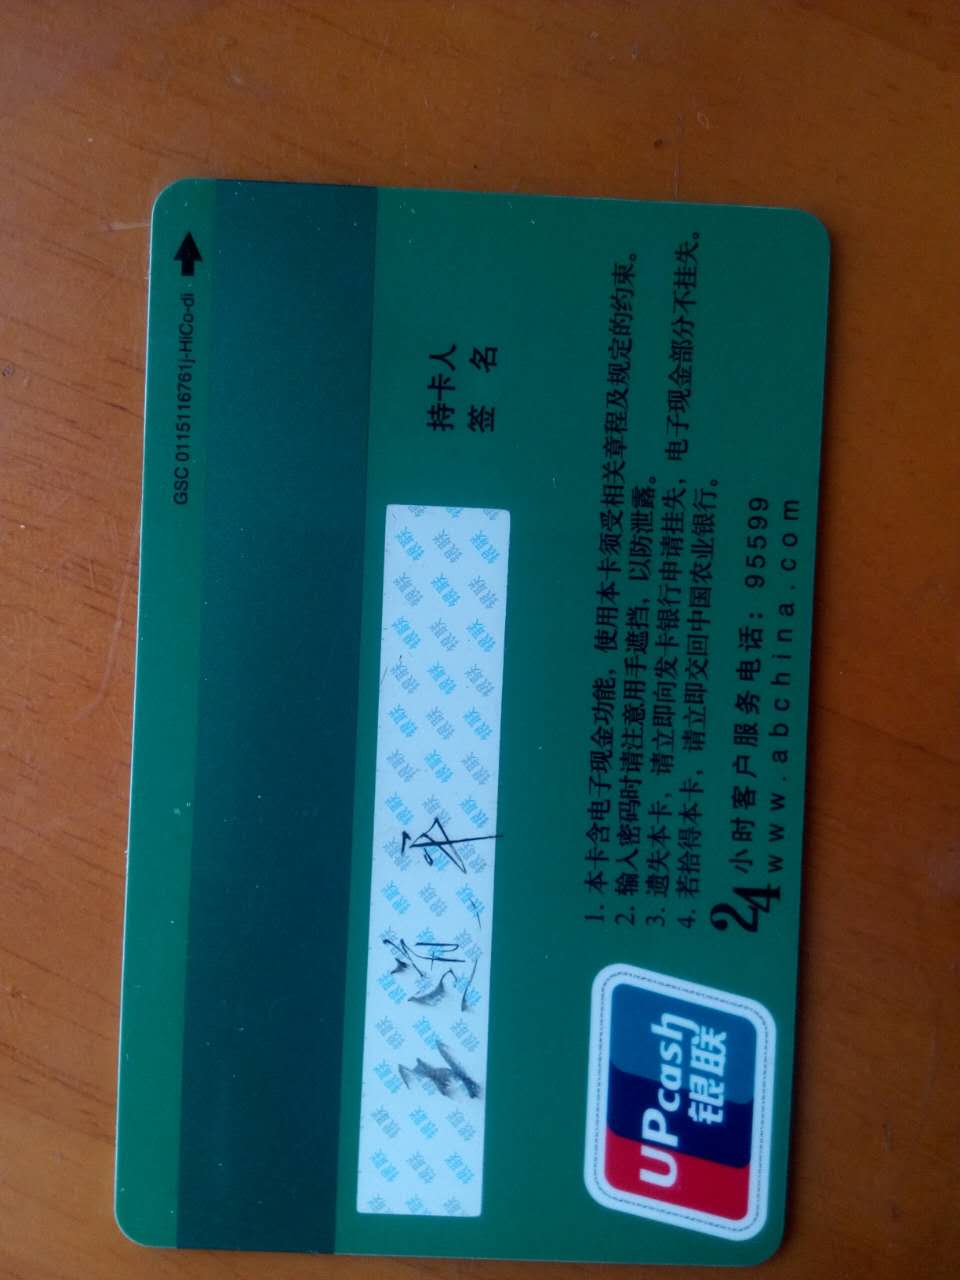 GSC 0115116761j-HiCo-di
持卡人
签 名
1. 本卡含电子现金功能，使用本卡须受相关章程及规定的约束。
2. 输入密码时请注意用手遮挡，以防泄露。
3. 遗失本卡，请立即向发卡银行申请挂失，电子现金部分不挂失。
4. 若拾得本卡，请立即交回中国农业银行。
24小时客户服务电话：95599
www.abchina.com
UPcash
银联